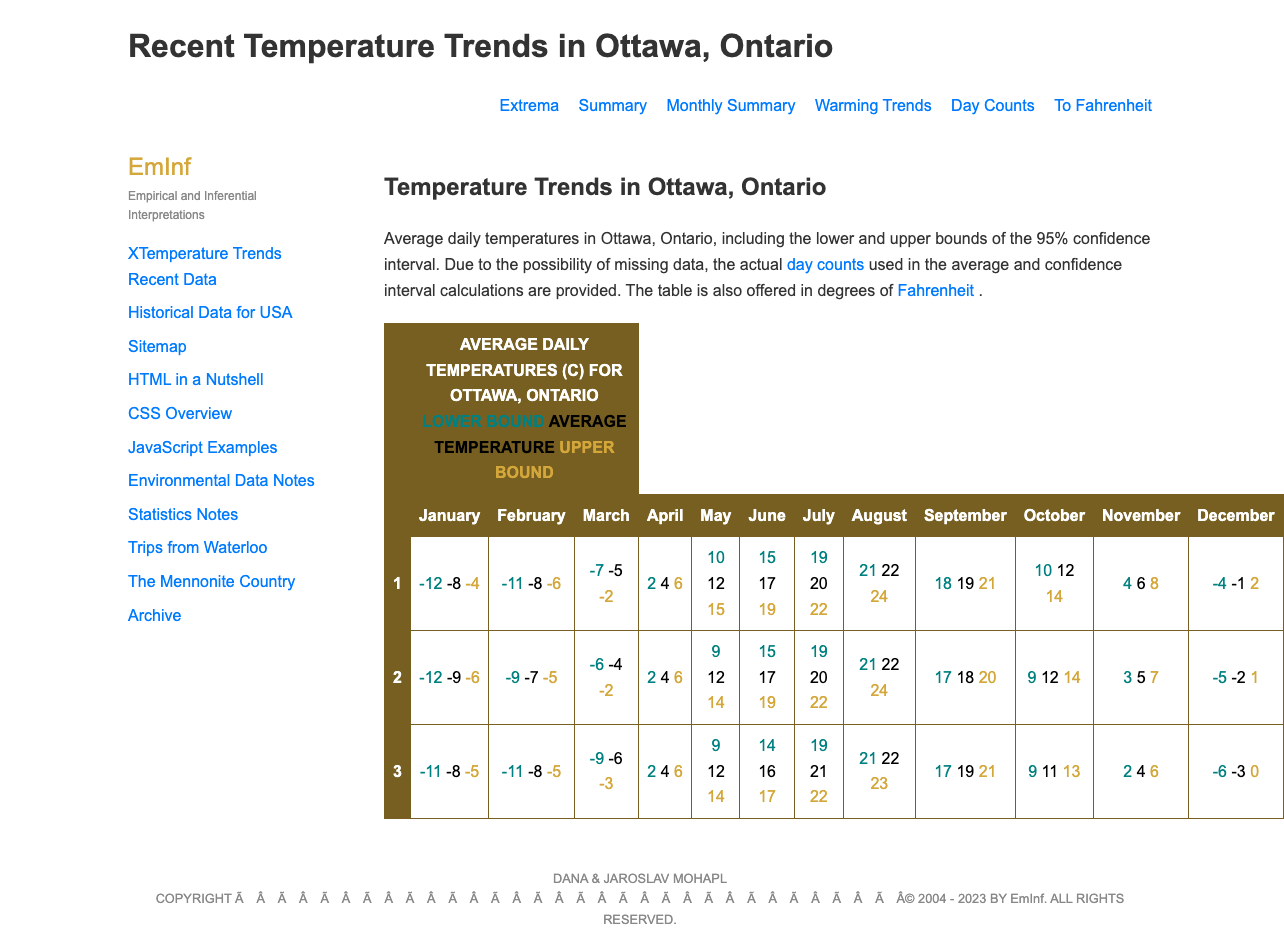 Recent Temperature Trends in Ottawa, Ontario
Extrema Summary Monthly Summary Warming Trends Day Counts To Fahrenheit
EmInf
Empirical and Inferential
Interpretations
XTemperature Trends
Recent Data
Historical Data for USA
Sitemap
HTML in a Nutshell
CSS Overview
JavaScript Examples
Environmental Data Notes
Statistics Notes
Trips from Waterloo
The Mennonite Country
Archive
Temperature Trends in Ottawa, Ontario
Average daily temperatures in Ottawa, Ontario, including the lower and upper bounds of the 95% confidence
interval. Due to the possibility of missing data, the actual day counts used in the average and confidence
interval calculations are provided. The table is also offered in degrees of Fahrenheit .
AVERAGE DAILY
TEMPERATURES (C) FOR
OTTAWA, ONTARIO
LOWER BOUND AVERAGE
TEMPERATURE UPPER
BOUND
January February March April May June July August September October November December
1 -12 -8 -4 -11 -8 -6 -7 -5 -2 2 4 6 10 12 15 15 17 19 19 20 22 21 22 24 18 19 21 10 12 14 4 6 8 -4 -1 2
2 -12 -9 -6 -9 -7 -5 -6 -4 -2 2 4 6 9 12 14 15 17 19 19 20 22 21 22 24 17 18 20 9 12 14 3 5 7 -5 -2 1
3 -11 -8 -5 -11 -8 -5 -9 -6 -3 2 4 6 9 12 14 14 16 17 19 21 22 21 22 23 17 19 21 9 11 13 2 4 6 -6 -3 0
DANA & JAROSLAV MOHAPL
COPYRIGHT Ã Â Ã Â Ã Â Ã Â Ã Â Ã Â Ã Â Ã Â Ã Â Ã Â Ã Â Ã Â Ã Â Ã Â Ã Â Ã Â© 2004 - 2023 BY EmInf. ALL RIGHTS
RESERVED.